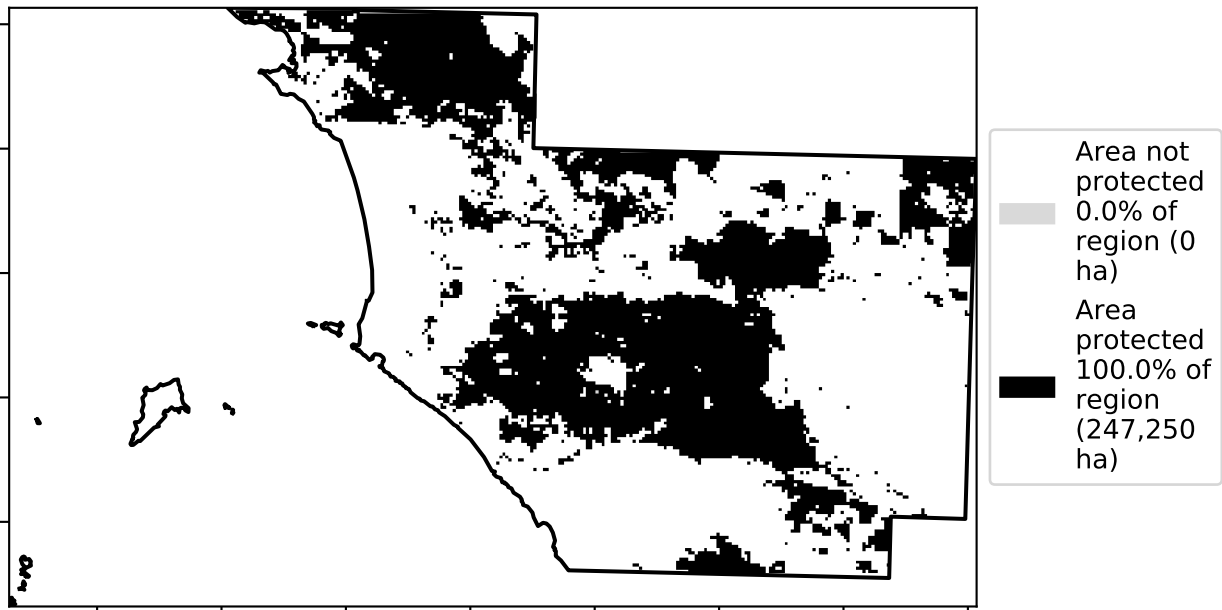 Area not
protected
0.0% of
region (0
ha)
Area
protected
100.0% of
region
(247,250
ha)